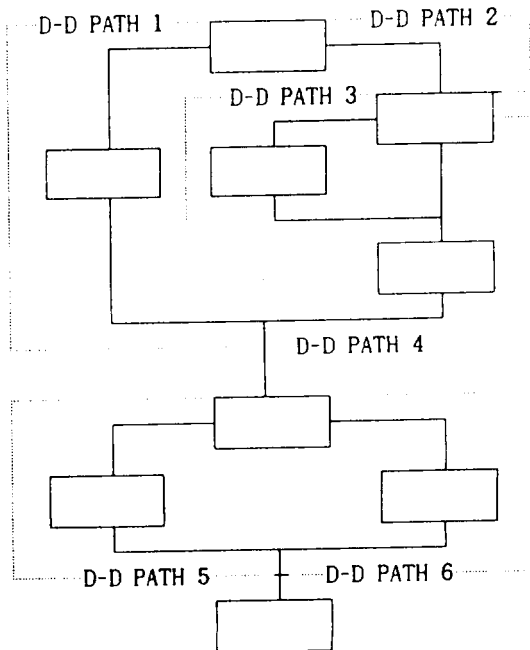 D-D PATH 1
D-D PATH 2
D-D PATH 3
D-D PATH 4
D-D PATH 5
D-D PATH 6